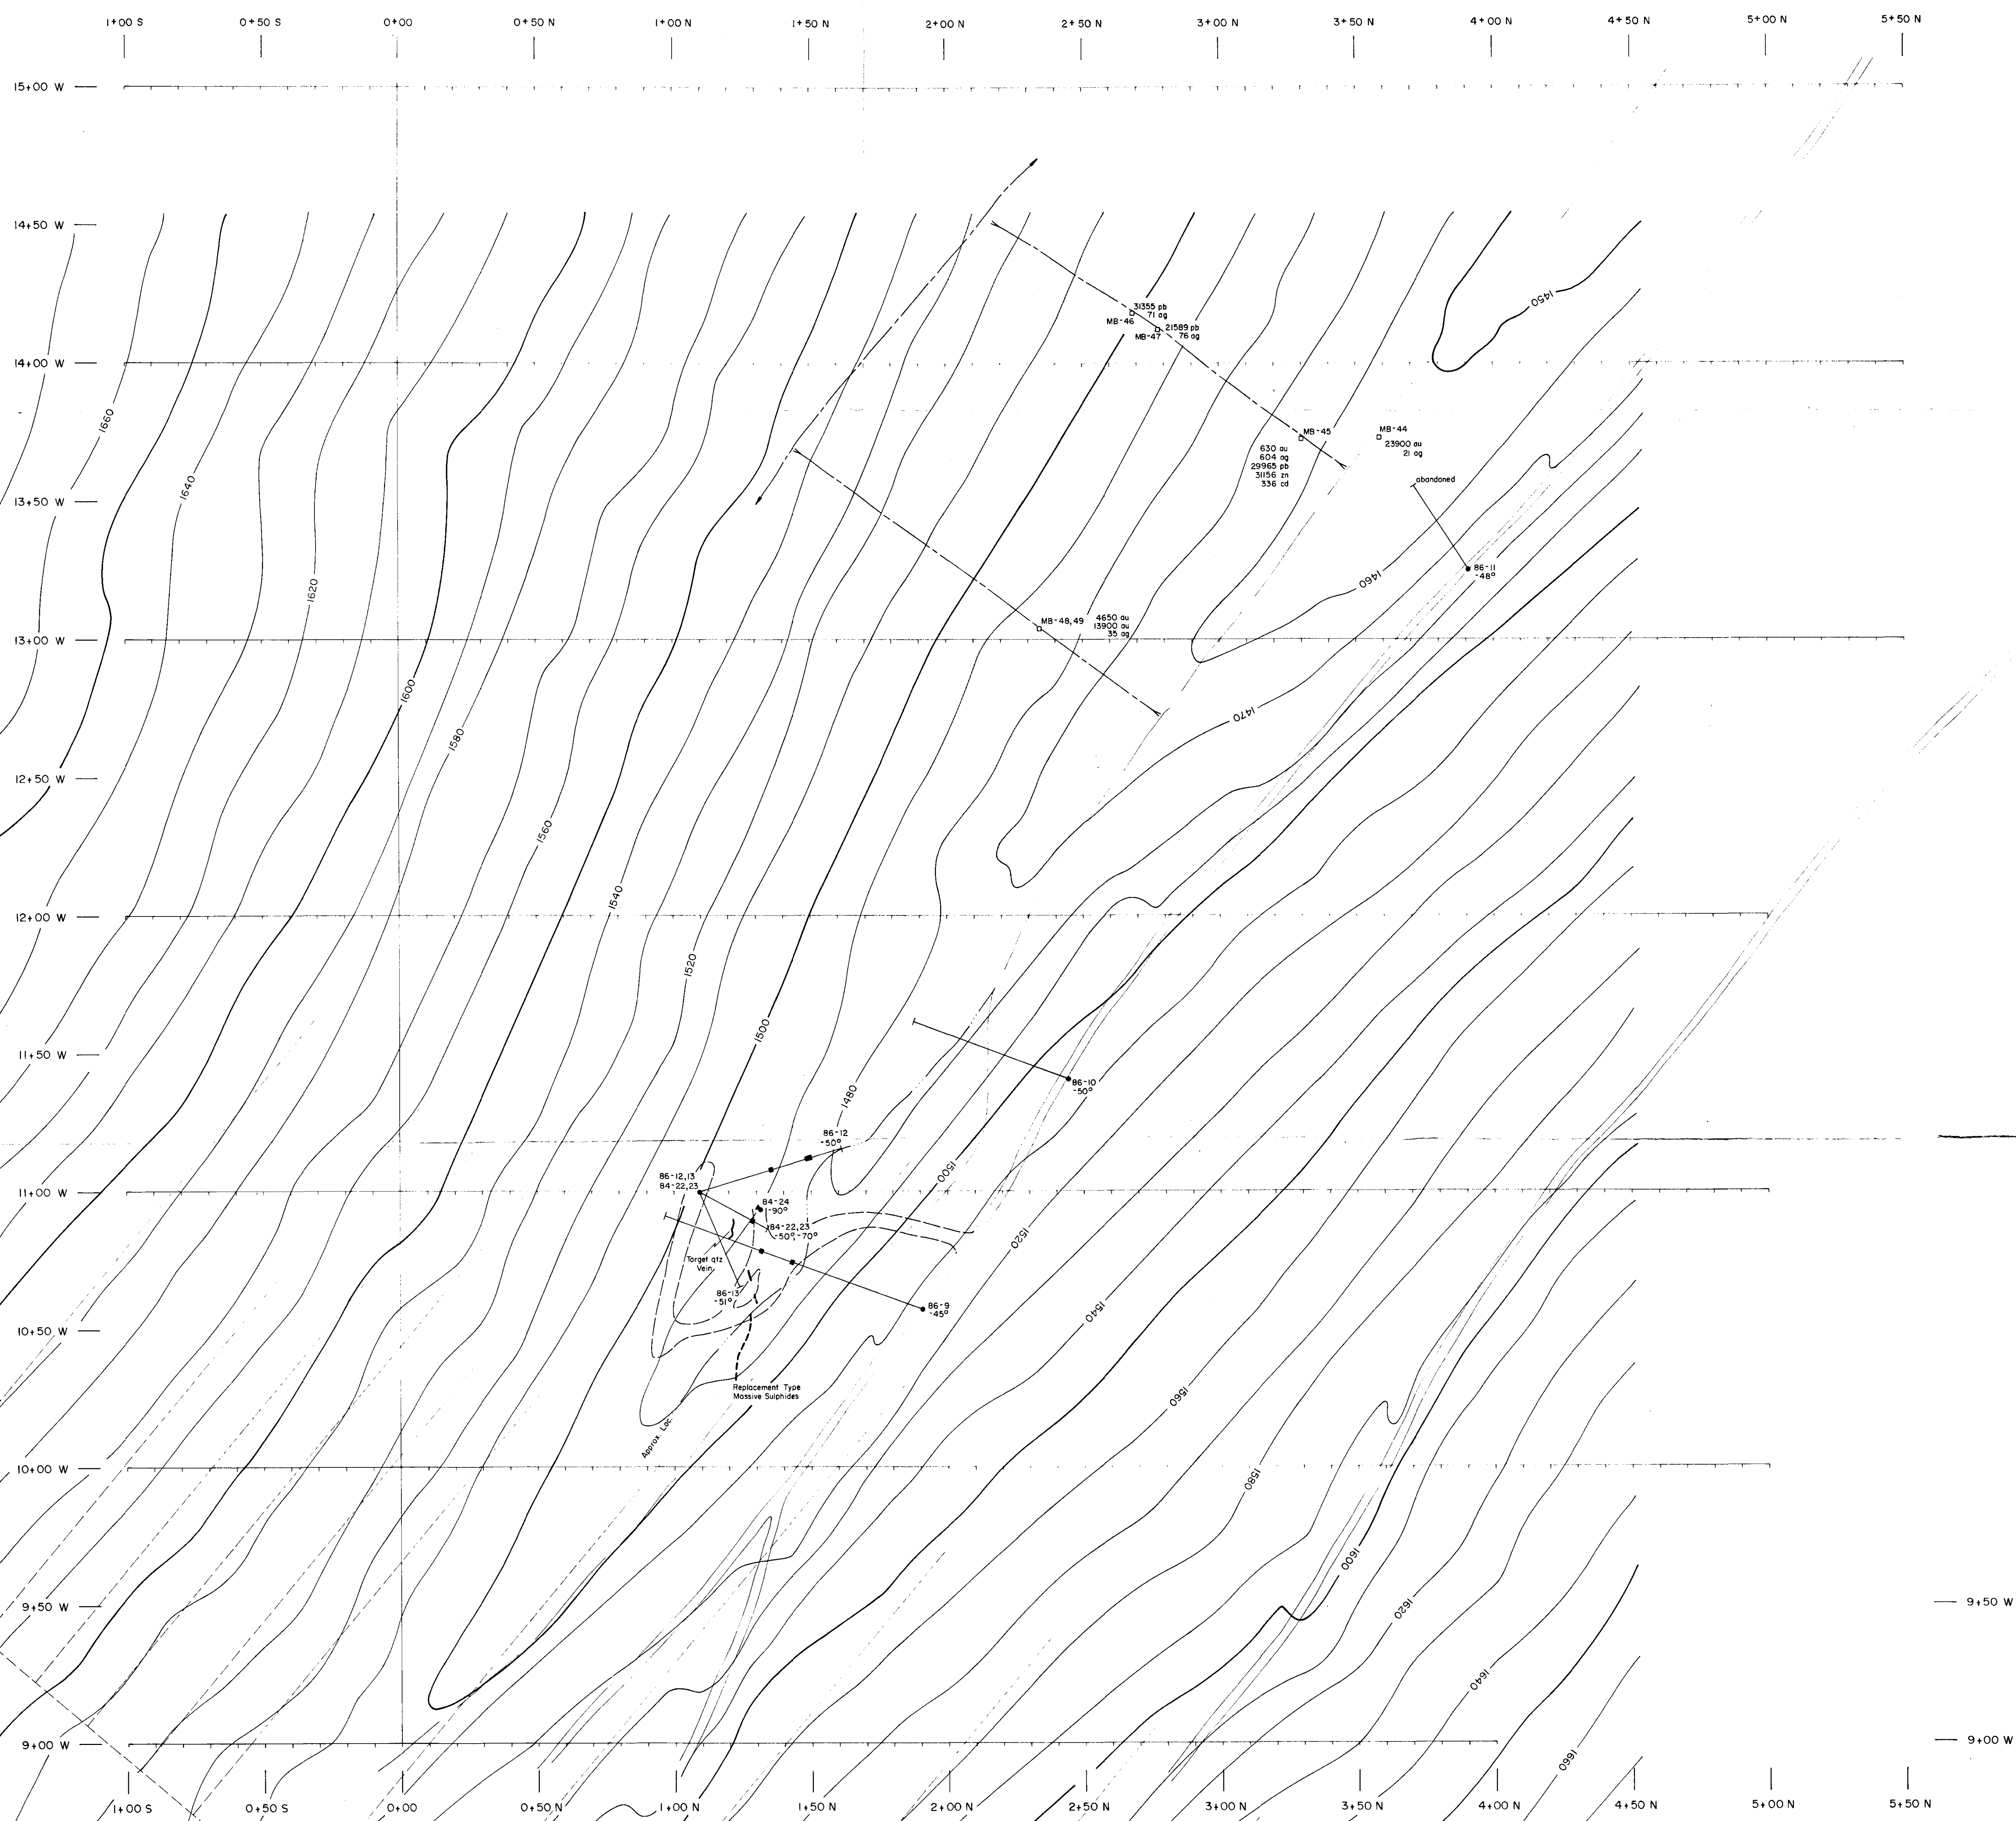 1+00 S
0+50 S
0+00
0+50 N
1+00 N
1+50 N
2+00 N
2+50 N
3+00 N
3+50 N
4+00 N
4+50 N
5+00 N
5+50 N
15+00 W
14+50 W
1450
31355 pb
71 ag
MB-46
21589 pb
76 ag
MB-47
14+00 W
1660
MB-45
MB-44
23900 au
21 ag
630 au
604 ag
29965 pb
31156 zn
336 cd
abandoned
1640
13+50 W
86-11
-48°
1460
1620
MB-48,49
4650 au
13900 au
35 ag
13+00 W
1600
1470
1580
12+50 W
1560
1540
12+00 W
1520
1500
11+50 W
86-10
-50°
1480
86-12
-50°
1500
86-12,13
84-22,23
11+00 W
84-24
-90°
84-22,23
-50°,-70°
1520
Target qtz
Vein
86-13
-51°
86-9
-45°
1540
10+50 W
Replacement Type
Massive Sulphides
1560
Approx. Loc.
10+00 W
1580
1600
9+50 W
9+50 W
1620
1640
9+00 W
9+00 W
1660
1+00 S
0+50 S
0+00
0+50 N
1+00 N
1+50 N
2+00 N
2+50 N
3+00 N
3+50 N
4+00 N
4+50 N
5+00 N
5+50 N